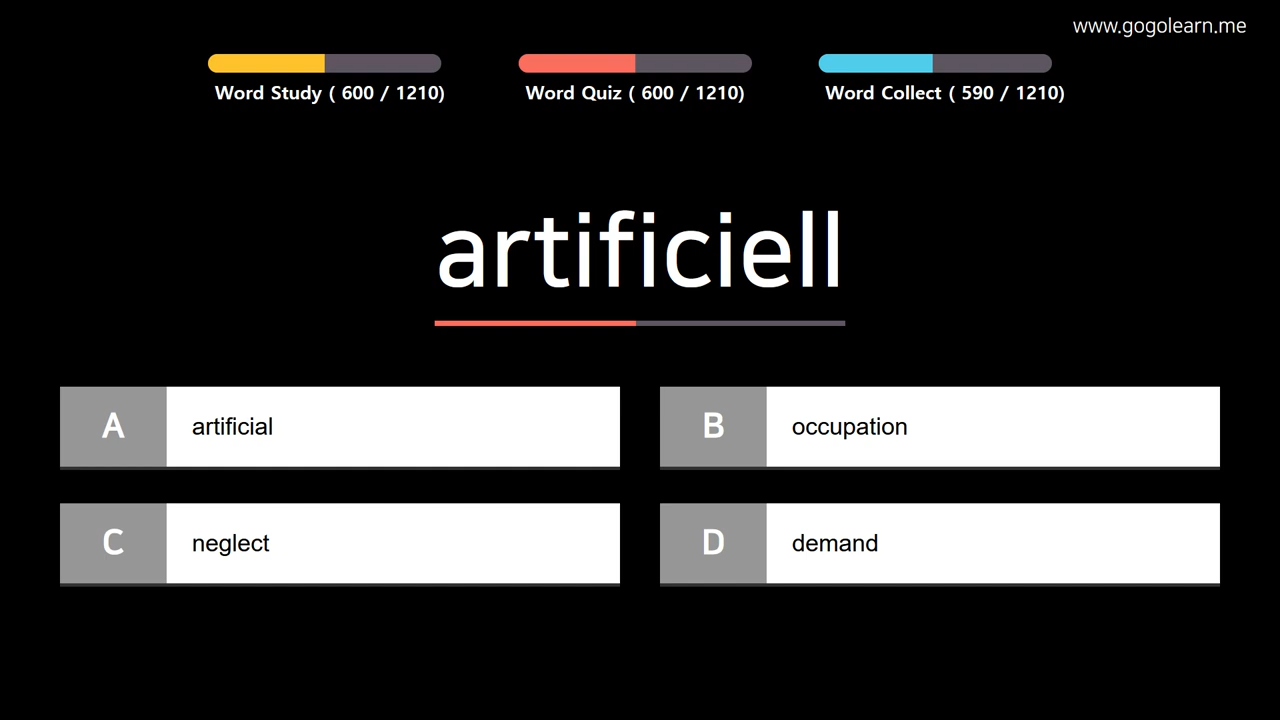 www.gogolearn.me
Word Study ( 600 / 1210)
Word Quiz ( 600 / 1210)
Word Collect ( 590 / 1210)
artificiell
A
artificial
B
occupation
C
neglect
D
demand